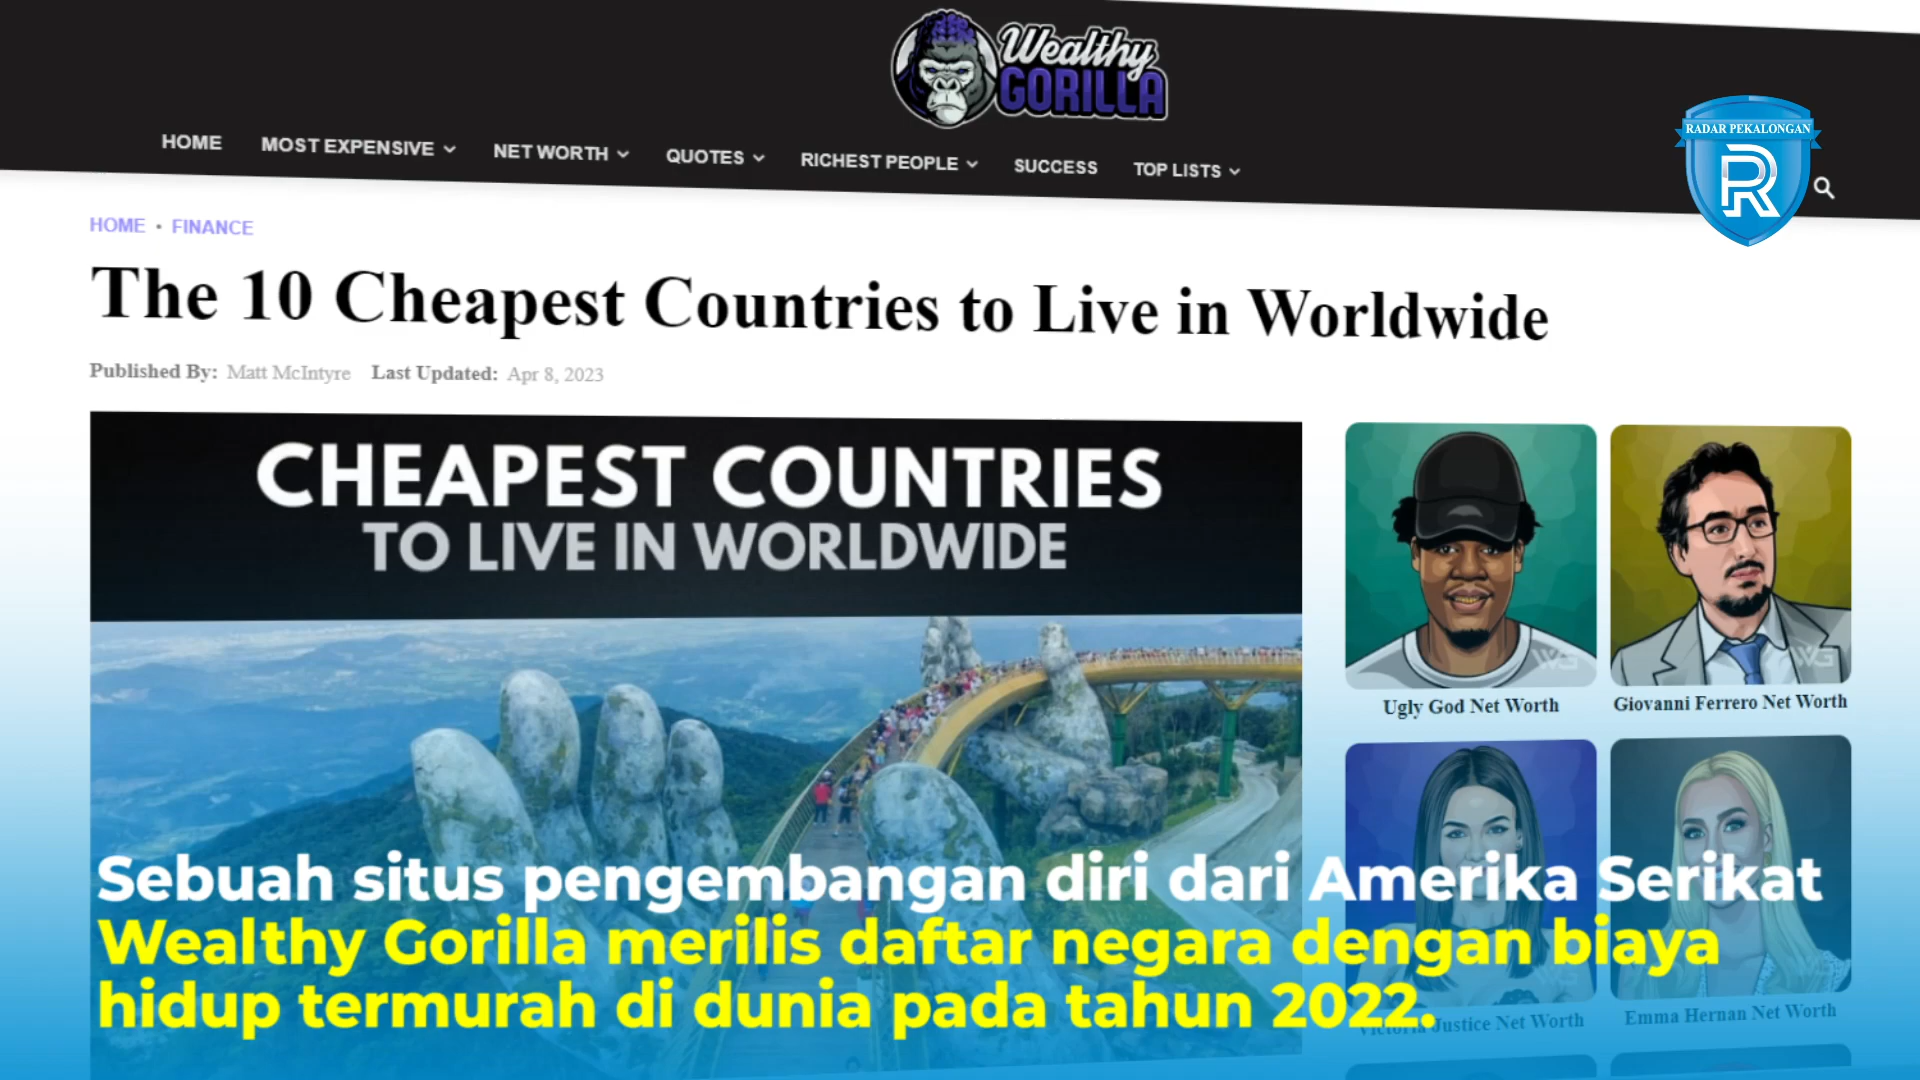 Wealthy
GORILLA
RADAR PEKALONGAN
R
HOME MOST EXPENSIVE NET WORTH QUOTES RICHEST PEOPLE SUCCESS TOP LISTS
HOME • FINANCE
The 10 Cheapest Countries to Live in Worldwide
Published By: Matt McIntyre Last Updated: Apr 8, 2023
CHEAPEST COUNTRIES
TO LIVE IN WORLDWIDE
WG
WG
Ugly God Net Worth
Giovanni Ferrero Net Worth
Sebuah situs pengembangan diri dari Amerika Serikat
Wealthy Gorilla merilis daftar negara dengan biaya
hidup termurah di dunia pada tahun 2022.
Victoria Justice Net Worth
Emma Hernan Net Worth